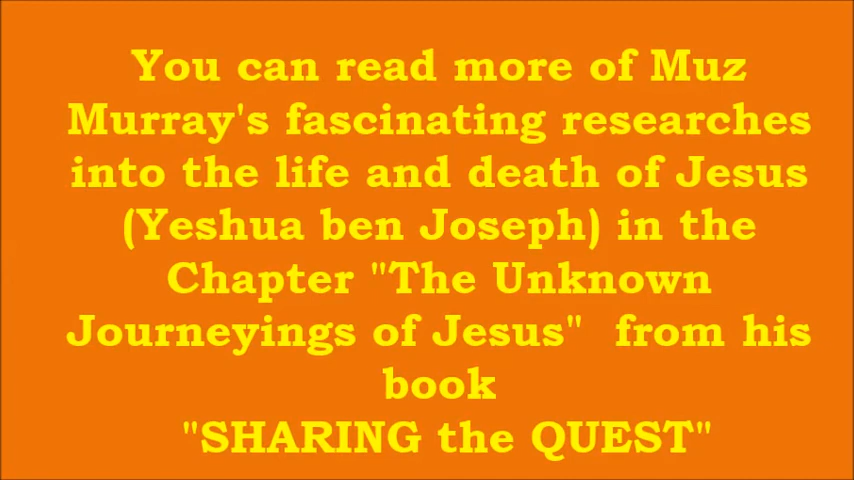 You can read more of Muz
Murray's fascinating researches
into the life and death of Jesus
(Yeshua ben Joseph) in the
Chapter "The Unknown
Journeyings of Jesus"  from his
book
"SHARING the QUEST"